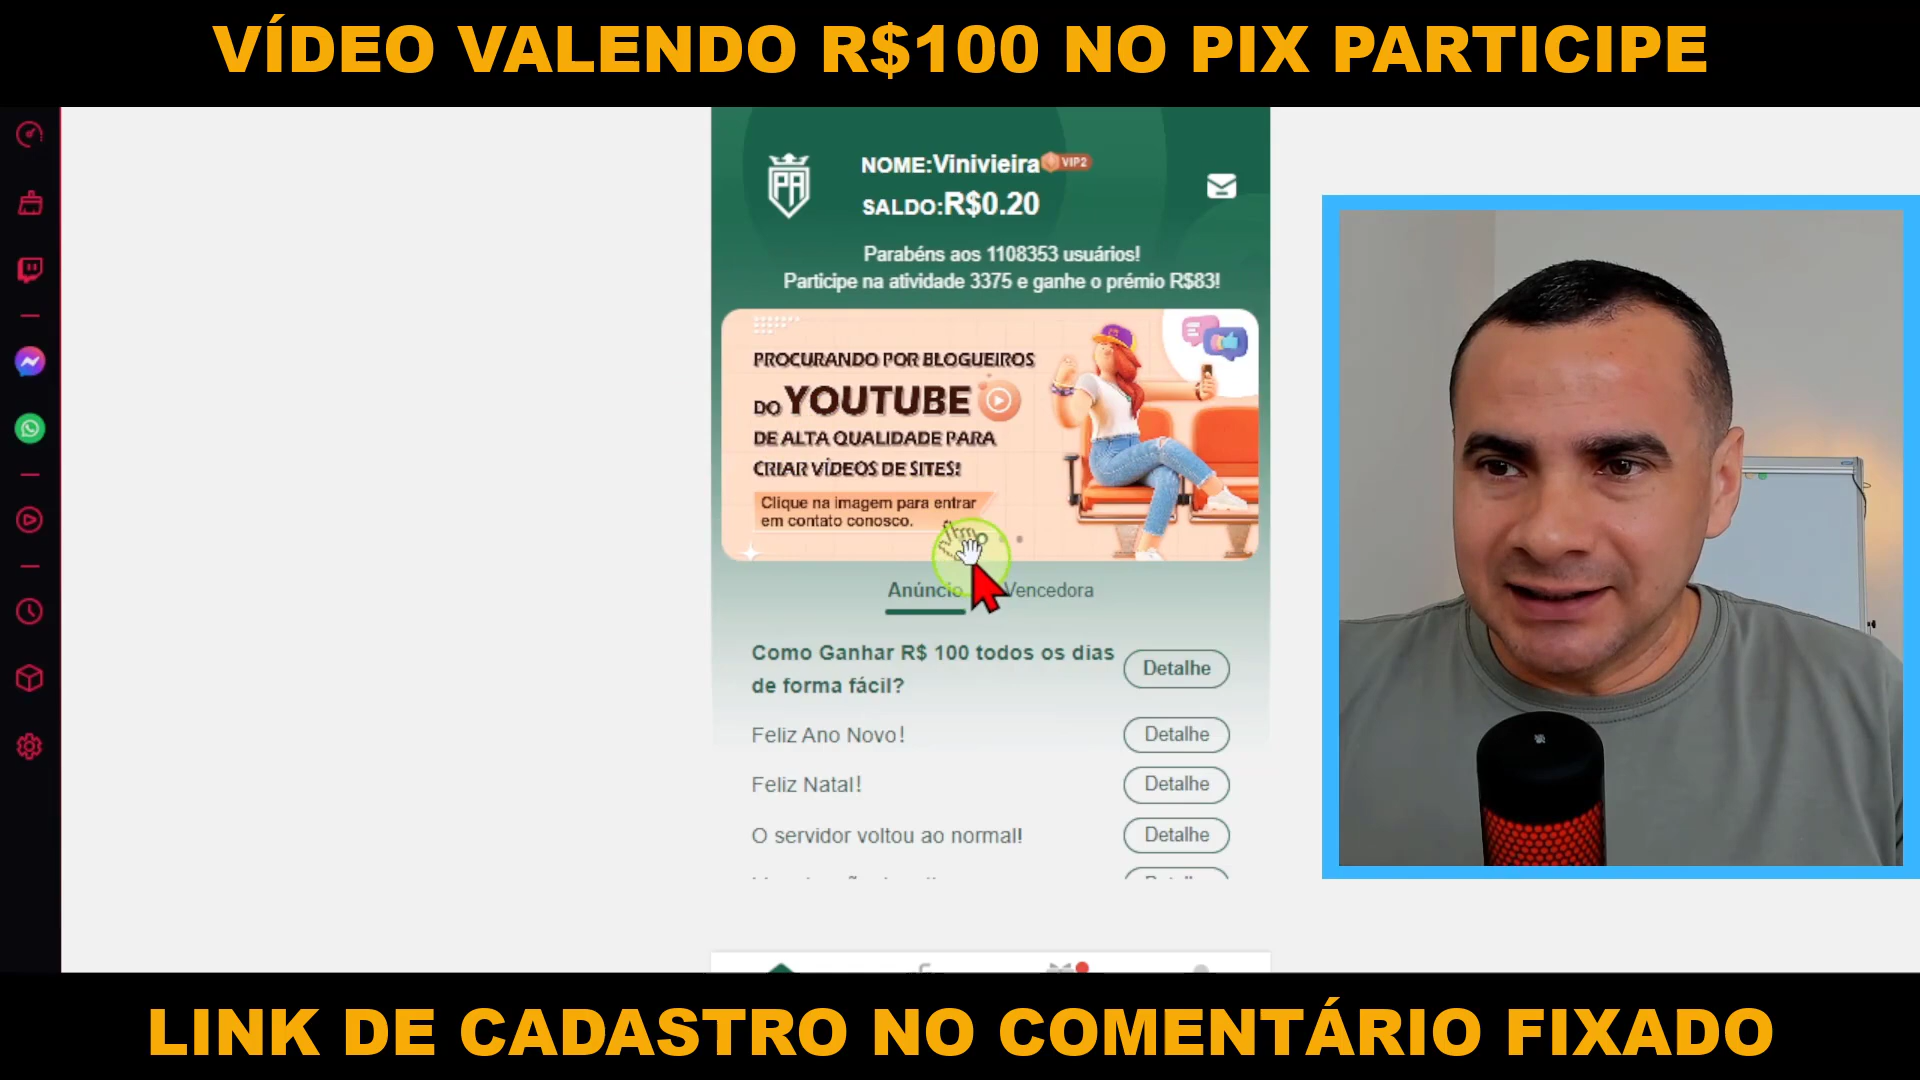 VÍDEO VALENDO R$100 NO PIX PARTICIPE
PA
NOME:Vinivieira VIP2
SALDO:R$0.20
Parabéns aos 1108353 usuários!
Participe na atividade 3375 e ganhe o prémio R$83!
PROCURANDO POR BLOGUEIROS
DO YOUTUBE
DE ALTA QUALIDADE PARA
CRIAR VÍDEOS DE SITES!
Clique na imagem para entrar
em contato conosco.
Anúncio Vencedora
Como Ganhar R$ 100 todos os dias
de forma fácil?
Detalhe
Feliz Ano Novo! Detalhe
Feliz Natal! Detalhe
O servidor voltou ao normal! Detalhe
LINK DE CADASTRO NO COMENTÁRIO FIXADO